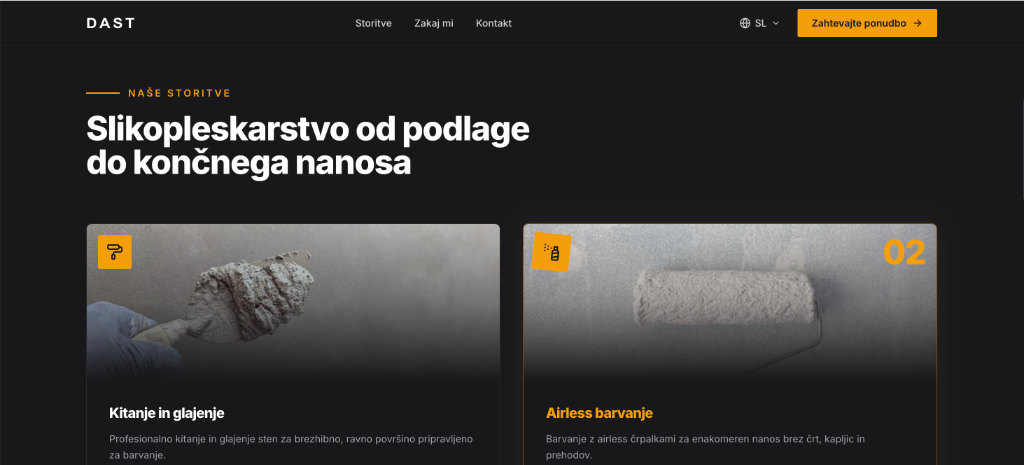 DAST
Storitve
Zakaj mi
Kontakt
SL
Zahtevajte ponudbo
NAŠE STORITVE
Slikopleskarstvo od podlage
do končnega nanosa
02
Kitanje in glajenje
Profesionalno kitanje in glajenje sten za brezhibno, ravno površino pripravljeno
za barvanje.
Airless barvanje
Barvanje z airless črpalkami za enakomeren nanos brez črt, kapljic in
prehodov.